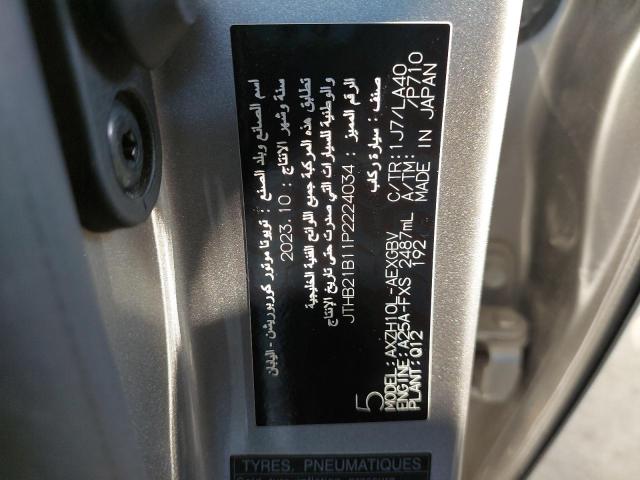 اسم الصانع وبلد الصنع : تويوتا موتور كوربوريشن - اليابان
سنة وشهر الانتاج : 2023.10
تطابق هذه المركبة جميع اللوائح الفنية الخليجية
والوطنية للسيارات التي صدرت حتى تاريخ الانتاج
الرقم المميز : JTHB21B11P2224034
صنف : سيارة ركاب
5
MODEL: AXZH10L-AEXGBV C/TR: 1J7/LA40
ENGINE: A25A-FXS 2487mL A/TM: /P710
PLANT: Q12 192 MADE IN JAPAN
TYRES, PNEUMATIQUES